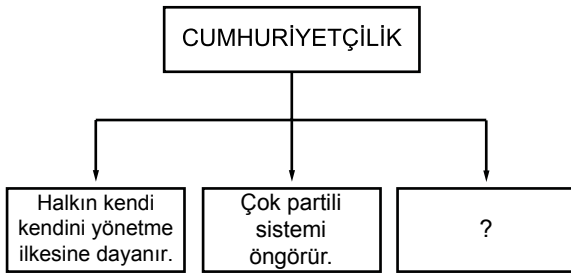 CUMHURİYETÇİLİK
Halkın kendi
kendini yönetme
ilkesine dayanır.
Çok partili
sistemi
öngörür.
?